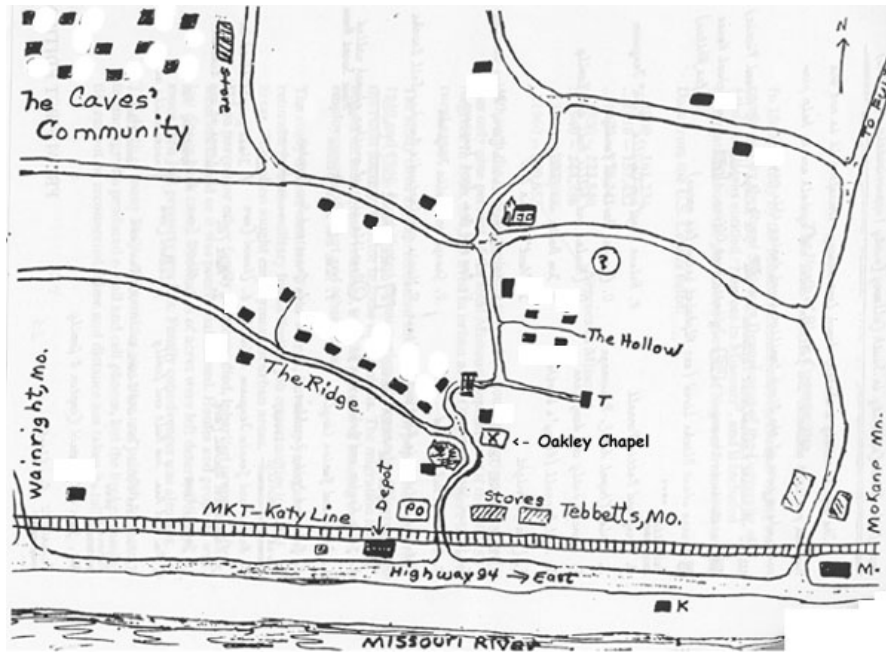 N
Store
The Caves'
Community
To Ful
?
The Hollow
The Ridge
T
X
<- Oakley Chapel
Wainright, Mo.
Depot
PO
Stores
Tebbetts, Mo.
MKT-Katy Line
Mokane Mo.
M.
Highway 94 → East
K
MISSOURI RIVER